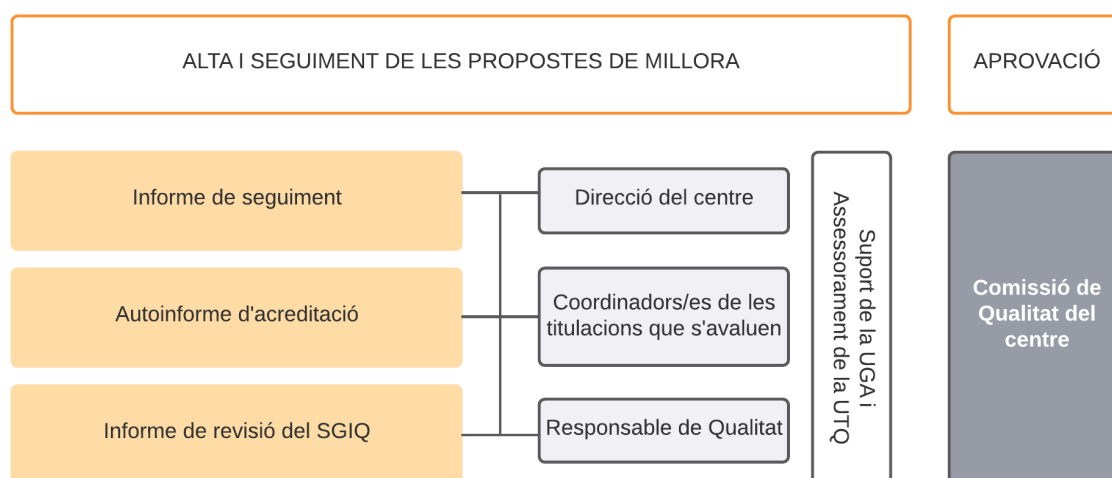 ALTA I SEGUIMENT DE LES PROPOSTES DE MILLORA
APROVACIÓ
Informe de seguiment
Direcció del centre
Autoinforme d'acreditació
Coordinadors/es de les
titulacions que s'avaluen
Informe de revisió del SGIQ
Responsable de Qualitat
Suport de la UGA i
Assessorament de la UTQ
Comissió de
Qualitat del
centre